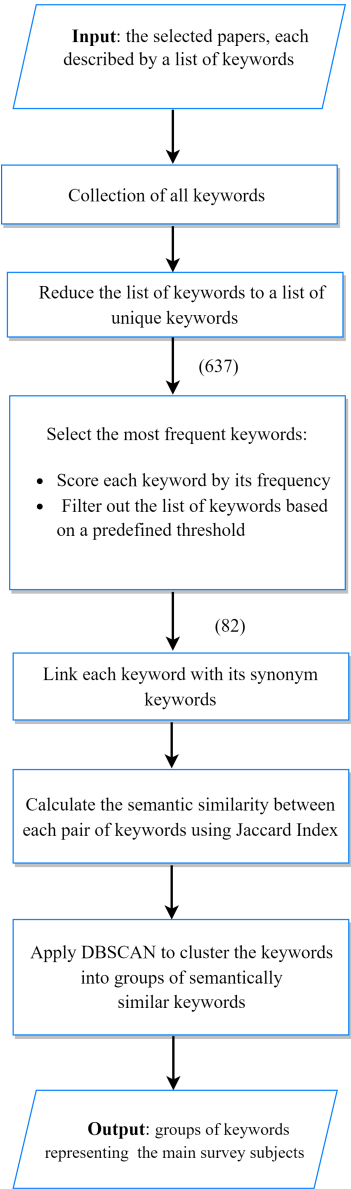 Input: the selected papers, each
described by a list of keywords
Collection of all keywords
Reduce the list of keywords to a list of
unique keywords
(637)
Select the most frequent keywords:
• Score each keyword by its frequency
• Filter out the list of keywords based
on a predefined threshold
(82)
Link each keyword with its synonym
keywords
Calculate the semantic similarity between
each pair of keywords using Jaccard Index
Apply DBSCAN to cluster the keywords
into groups of semantically
similar keywords
Output: groups of keywords
representing the main survey subjects